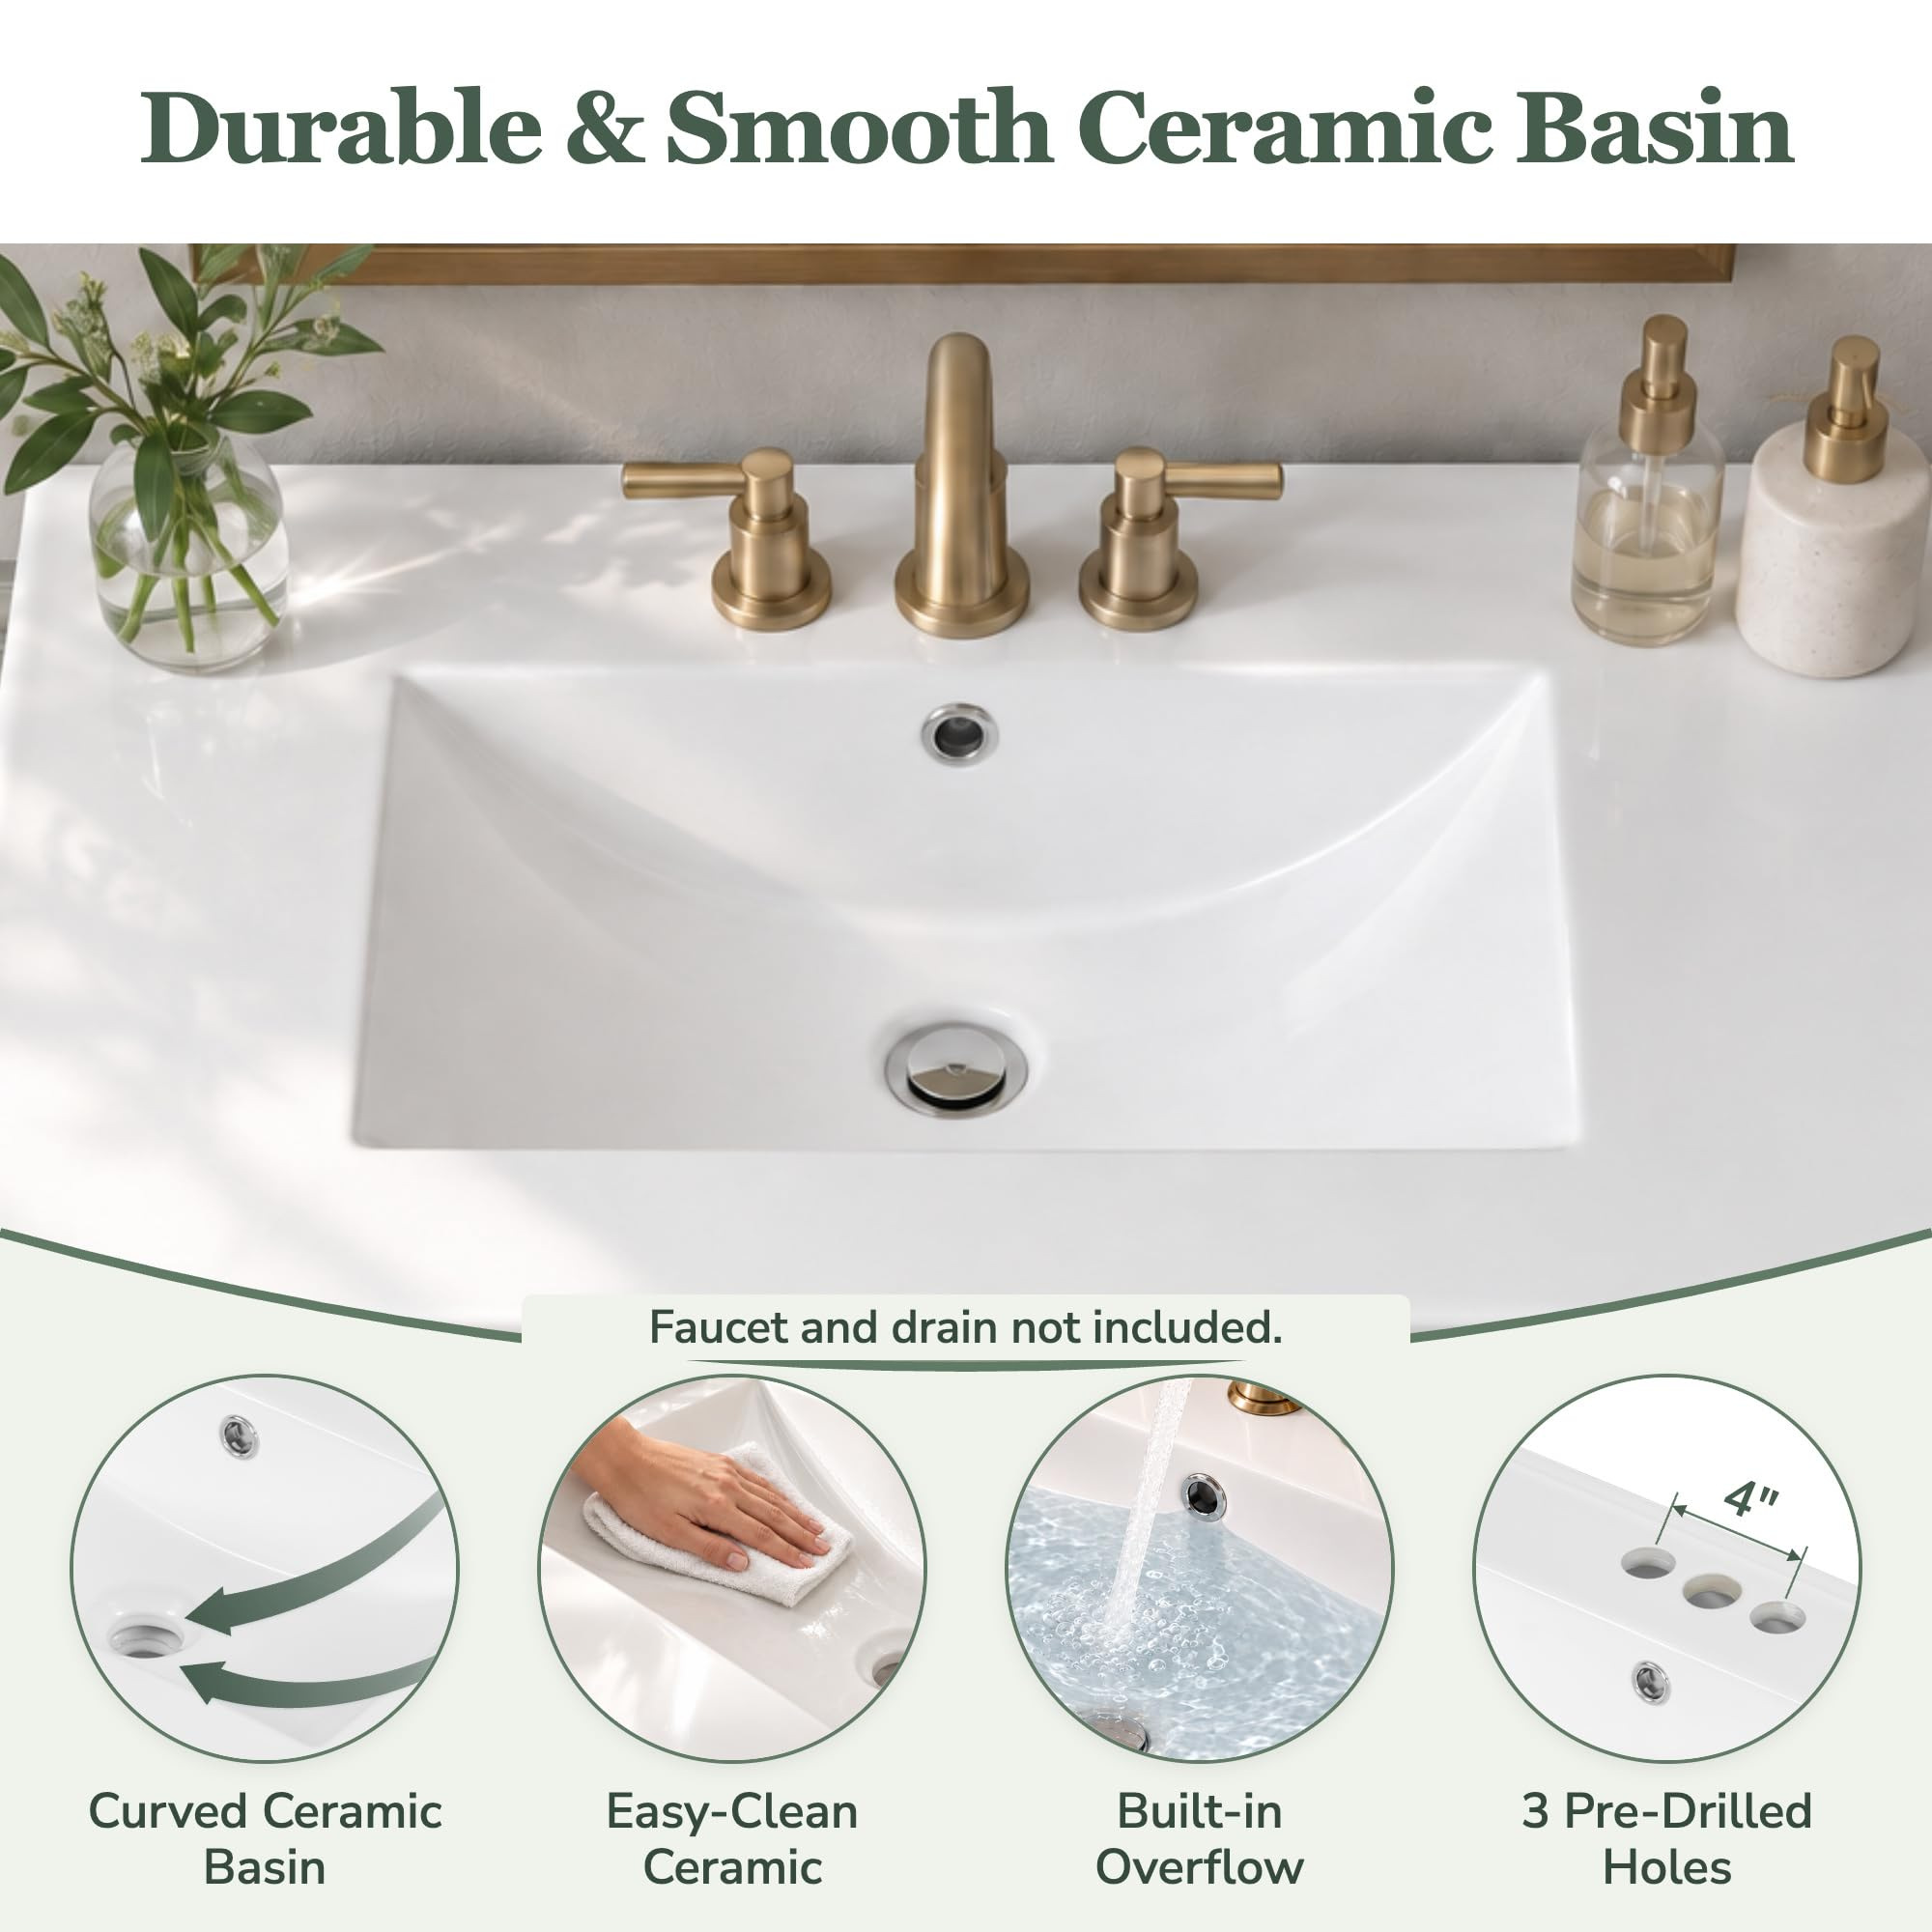 Durable & Smooth Ceramic Basin
Faucet and drain not included.
4"
Curved Ceramic
Basin
Easy-Clean
Ceramic
Built-in
Overflow
3 Pre-Drilled
Holes